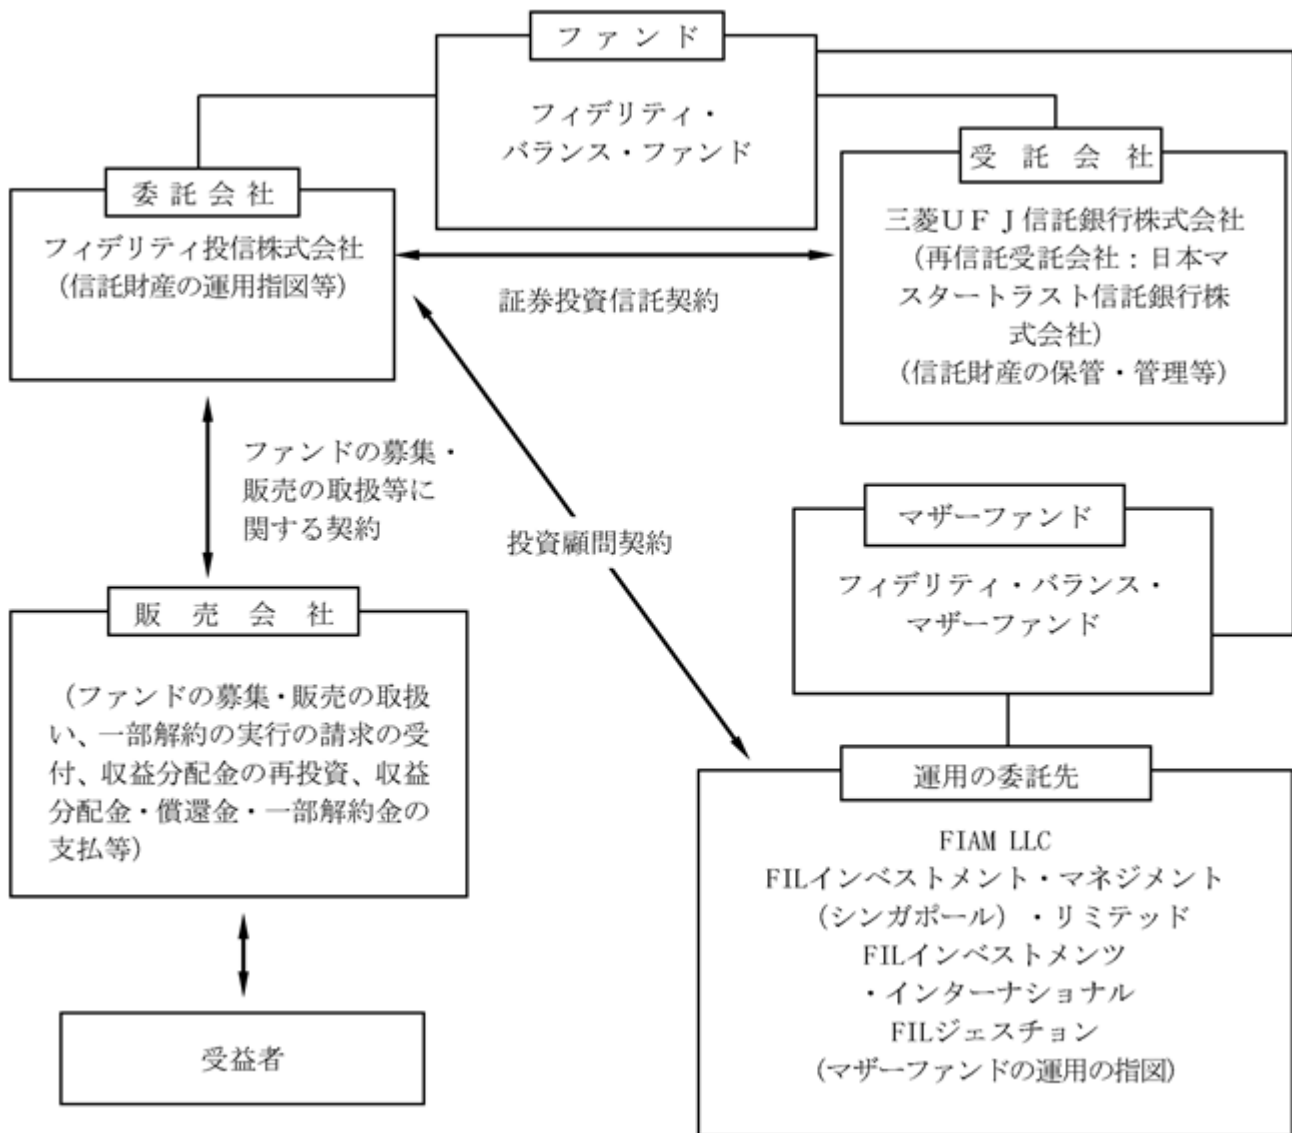 ファンド
フィデリティ・
バランス・ファンド
委託会社
フィデリティ投信株式会社
(信託財産の運用指図等)
証券投資信託契約
受託会社
三菱ＵＦＪ信託銀行株式会社
(再信託受託会社：日本マ
スタートラスト信託銀行株
式会社)
(信託財産の保管・管理等)
ファンドの募集・
販売の取扱等に
関する契約
投資顧問契約
マザーファンド
フィデリティ・バランス・
マザーファンド
販売会社
（ファンドの募集・販売の取扱
い、一部解約の実行の請求の受
付、収益分配金の再投資、収益
分配金・償還金・一部解約金の
支払等）
運用の委託先
FIAM LLC
FILインベストメント・マネジメント
（シンガポール）・リミテッド
FILインベストメンツ
・インターナショナル
FILジェスチョン
(マザーファンドの運用の指図)
受益者